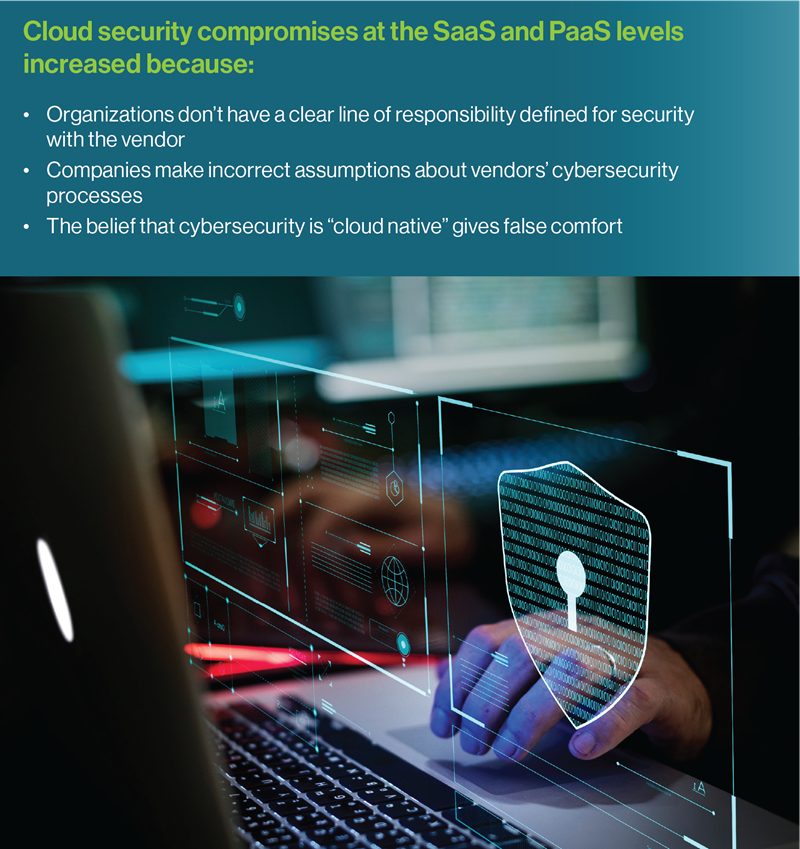 Cloud security compromises at the SaaS and PaaS levels
increased because:
• Organizations don’t have a clear line of responsibility defined for security
with the vendor
• Companies make incorrect assumptions about vendors’ cybersecurity
processes
• The belief that cybersecurity is “cloud native” gives false comfort